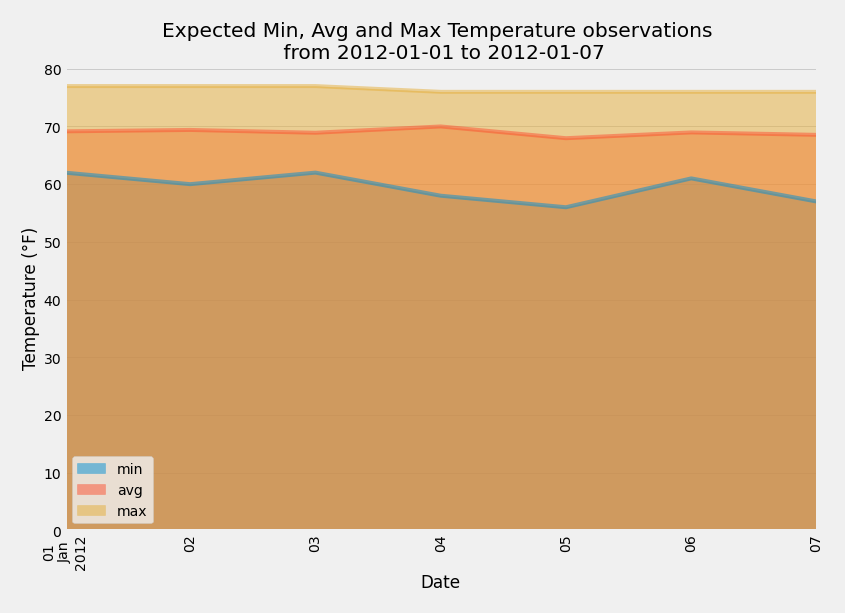 Expected Min, Avg and Max Temperature observations
from 2012-01-01 to 2012-01-07
80
70
60
50
40
30
20
10
0
Temperature (°F)
min
avg
max
01
Jan
2012
02
03
04
05
06
07
Date